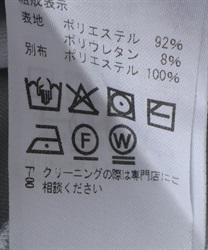 組成表示
表地 ポリエステル 92%
ポリウレタン 8%
別布 ポリエステル 100%
F W
クリーニングの際は専門店にご
相談ください